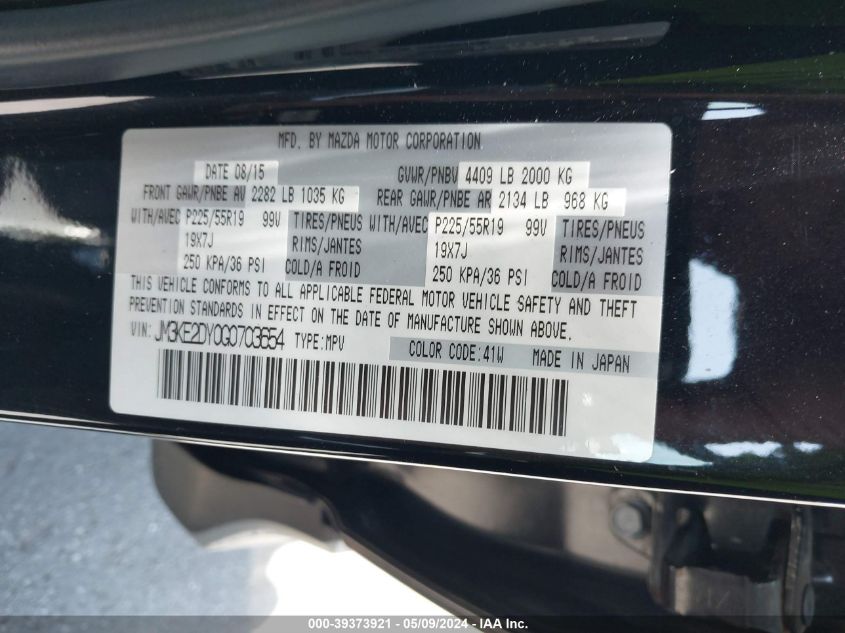 MFD. BY MAZDA MOTOR CORPORATION
DATE 08/15 GVWR/PNBV 4409 LB 2000 KG
FRONT GAWR/PNBE AV 2282 LB 1035 KG REAR GAWR/PNBE AR 2134 LB 968 KG
WITH/AVEC P225/55R19 99V TIRES/PNEUS WITH/AVEC P225/55R19 99V TIRES/PNEUS
19X7J RIMS/JANTES 19X7J RIMS/JANTES
250 KPA/36 PSI COLD/A FROID 250 KPA/36 PSI COLD/A FROID
THIS VEHICLE CONFORMS TO ALL APPLICABLE FEDERAL MOTOR VEHICLE SAFETY AND THEFT
PREVENTION STANDARDS IN EFFECT ON THE DATE OF MANUFACTURE SHOWN ABOVE.
VIN: JM3KE2DY0G0703654 TYPE:MPV COLOR CODE:41W MADE IN JAPAN
000-39373921 - 05/09/2024 - IAA Inc.